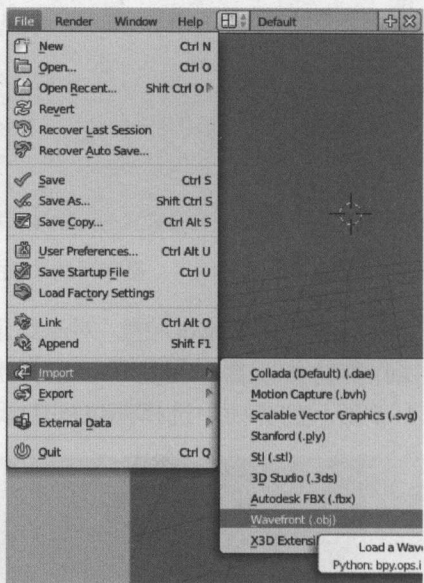 File Render Window Help Default
New Ctrl N
Open... Ctrl O
Open Recent... Shift Ctrl O
Revert
Recover Last Session
Recover Auto Save...
Save Ctrl S
Save As... Shift Ctrl S
Save Copy... Ctrl Alt S
User Preferences... Ctrl Alt U
Save Startup File Ctrl U
Load Factory Settings
Link Ctrl Alt O
Append Shift F1
Import
Export
External Data
Quit Ctrl Q
Collada (Default) (.dae)
Motion Capture (.bvh)
Scalable Vector Graphics (.svg)
Stanford (.ply)
Stl (.stl)
3D Studio (.3ds)
Autodesk FBX (.fbx)
Wavefront (.obj)
X3D Extensi
Load a Wav
Python: bpy.ops.i